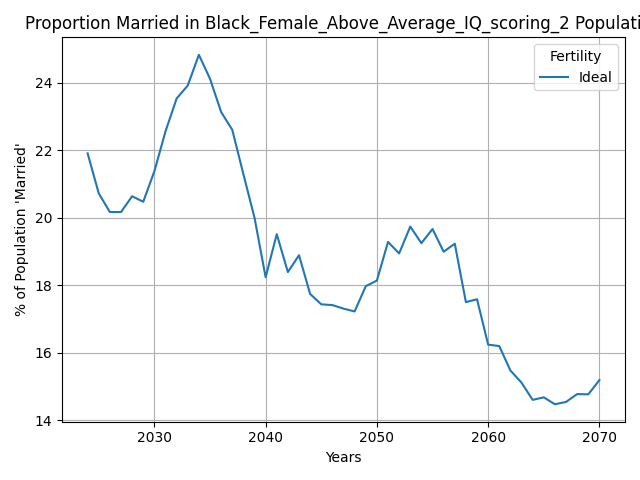 Proportion Married in Black_Female_Above_Average_IQ_scoring_2 Populati
Fertility
Ideal
% of Population 'Married'
24
22
20
18
16
14
2030 2040 2050 2060 2070
Years